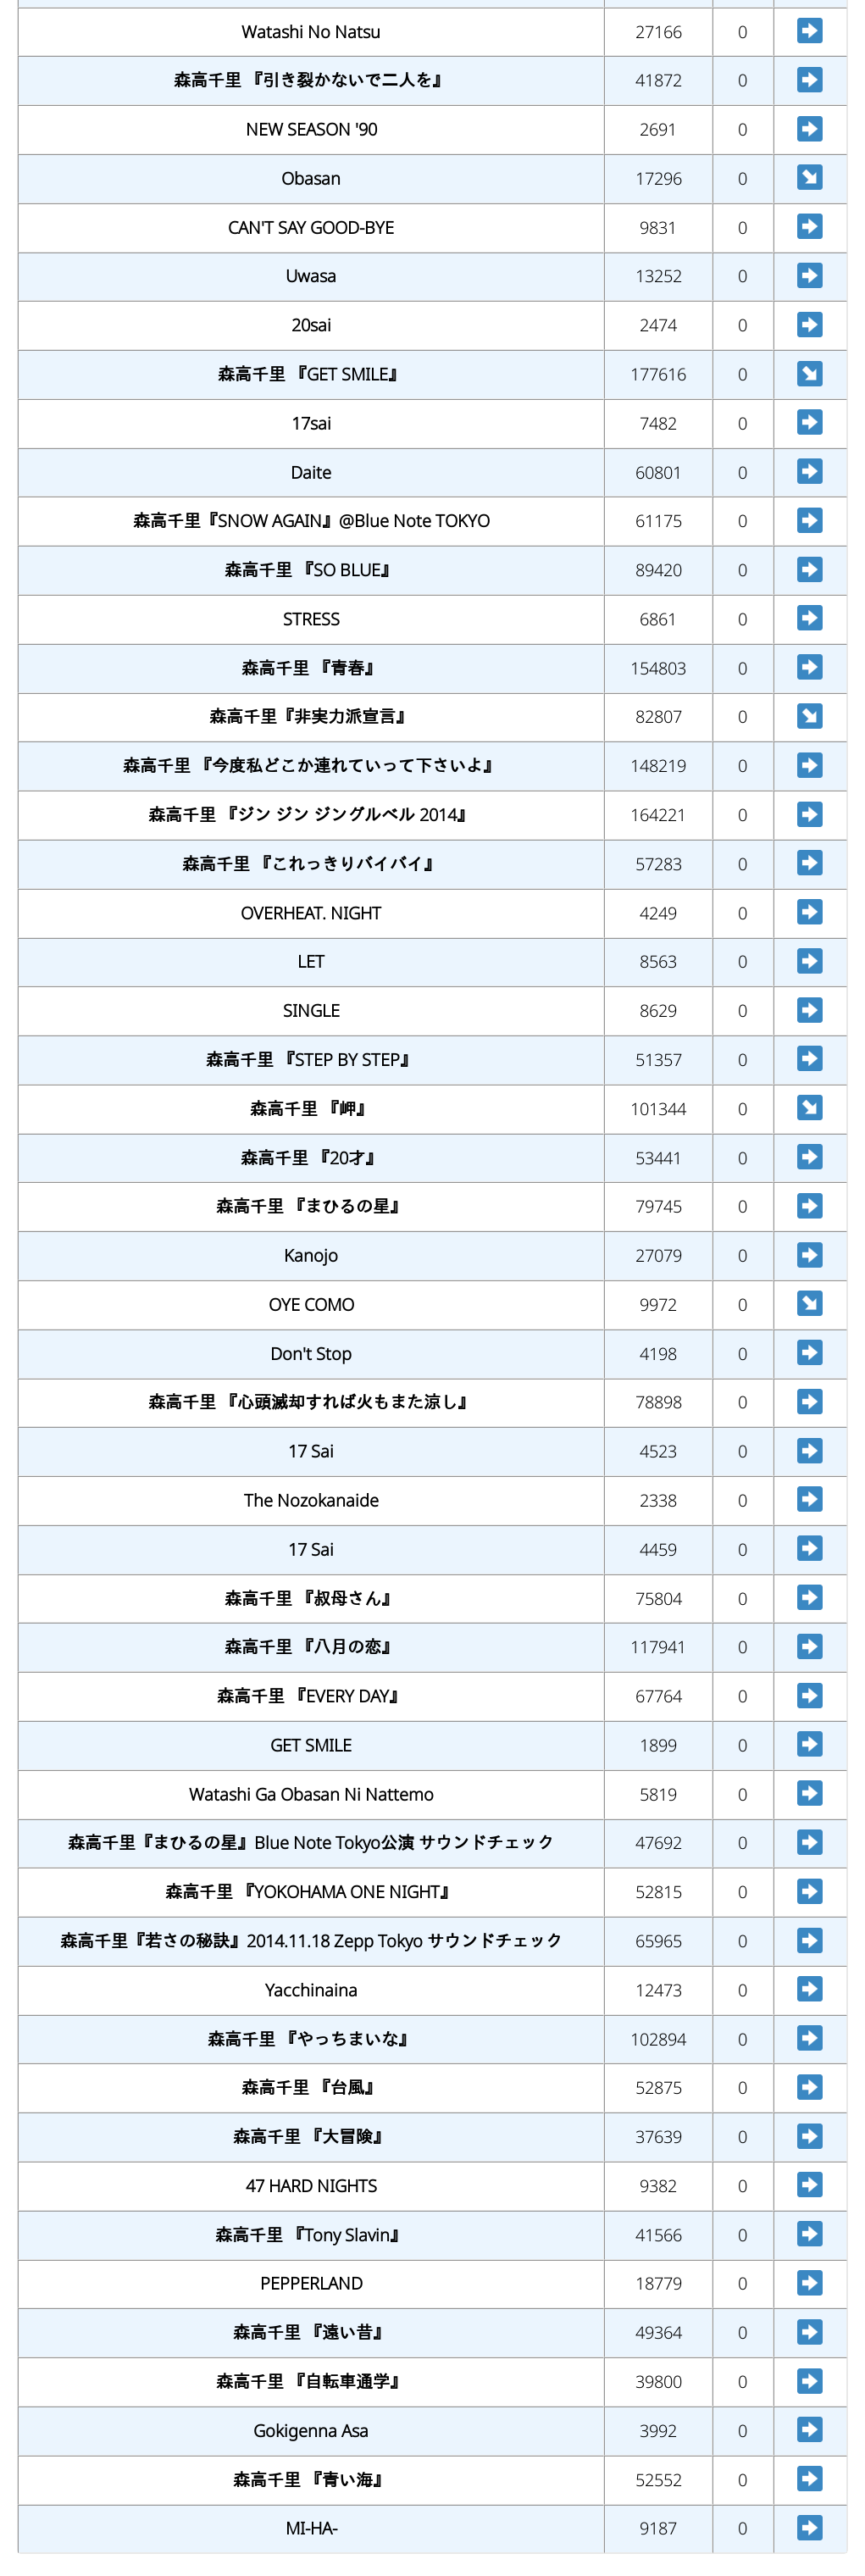 Watashi No Natsu 27166 0
森高千里 『引き裂かないで二人を』 41872 0
NEW SEASON '90 2691 0
Obasan 17296 0
CAN'T SAY GOOD-BYE 9831 0
Uwasa 13252 0
20sai 2474 0
森高千里 『GET SMILE』 177616 0
17sai 7482 0
Daite 60801 0
森高千里『SNOW AGAIN』@Blue Note TOKYO 61175 0
森高千里 『SO BLUE』 89420 0
STRESS 6861 0
森高千里 『青春』 154803 0
森高千里『非実力派宣言』 82807 0
森高千里 『今度私どこか連れていって下さいよ』 148219 0
森高千里 『ジン ジン ジングルベル 2014』 164221 0
森高千里 『これっきりバイバイ』 57283 0
OVERHEAT. NIGHT 4249 0
LET 8563 0
SINGLE 8629 0
森高千里 『STEP BY STEP』 51357 0
森高千里 『岬』 101344 0
森高千里 『20才』 53441 0
森高千里 『まひるの星』 79745 0
Kanojo 27079 0
OYE COMO 9972 0
Don't Stop 4198 0
森高千里 『心頭滅却すれば火もまた涼し』 78898 0
17 Sai 4523 0
The Nozokanaide 2338 0
17 Sai 4459 0
森高千里 『叔母さん』 75804 0
森高千里 『八月の恋』 117941 0
森高千里 『EVERY DAY』 67764 0
GET SMILE 1899 0
Watashi Ga Obasan Ni Nattemo 5819 0
森高千里『まひるの星』Blue Note Tokyo公演 サウンドチェック 47692 0
森高千里 『YOKOHAMA ONE NIGHT』 52815 0
森高千里『若さの秘訣』2014.11.18 Zepp Tokyo サウンドチェック 65965 0
Yacchinaina 12473 0
森高千里 『やっちまいな』 102894 0
森高千里 『台風』 52875 0
森高千里 『大冒険』 37639 0
47 HARD NIGHTS 9382 0
森高千里 『Tony Slavin』 41566 0
PEPPERLAND 18779 0
森高千里 『遠い昔』 49364 0
森高千里 『自転車通学』 39800 0
Gokigenna Asa 3992 0
森高千里 『青い海』 52552 0
MI-HA- 9187 0